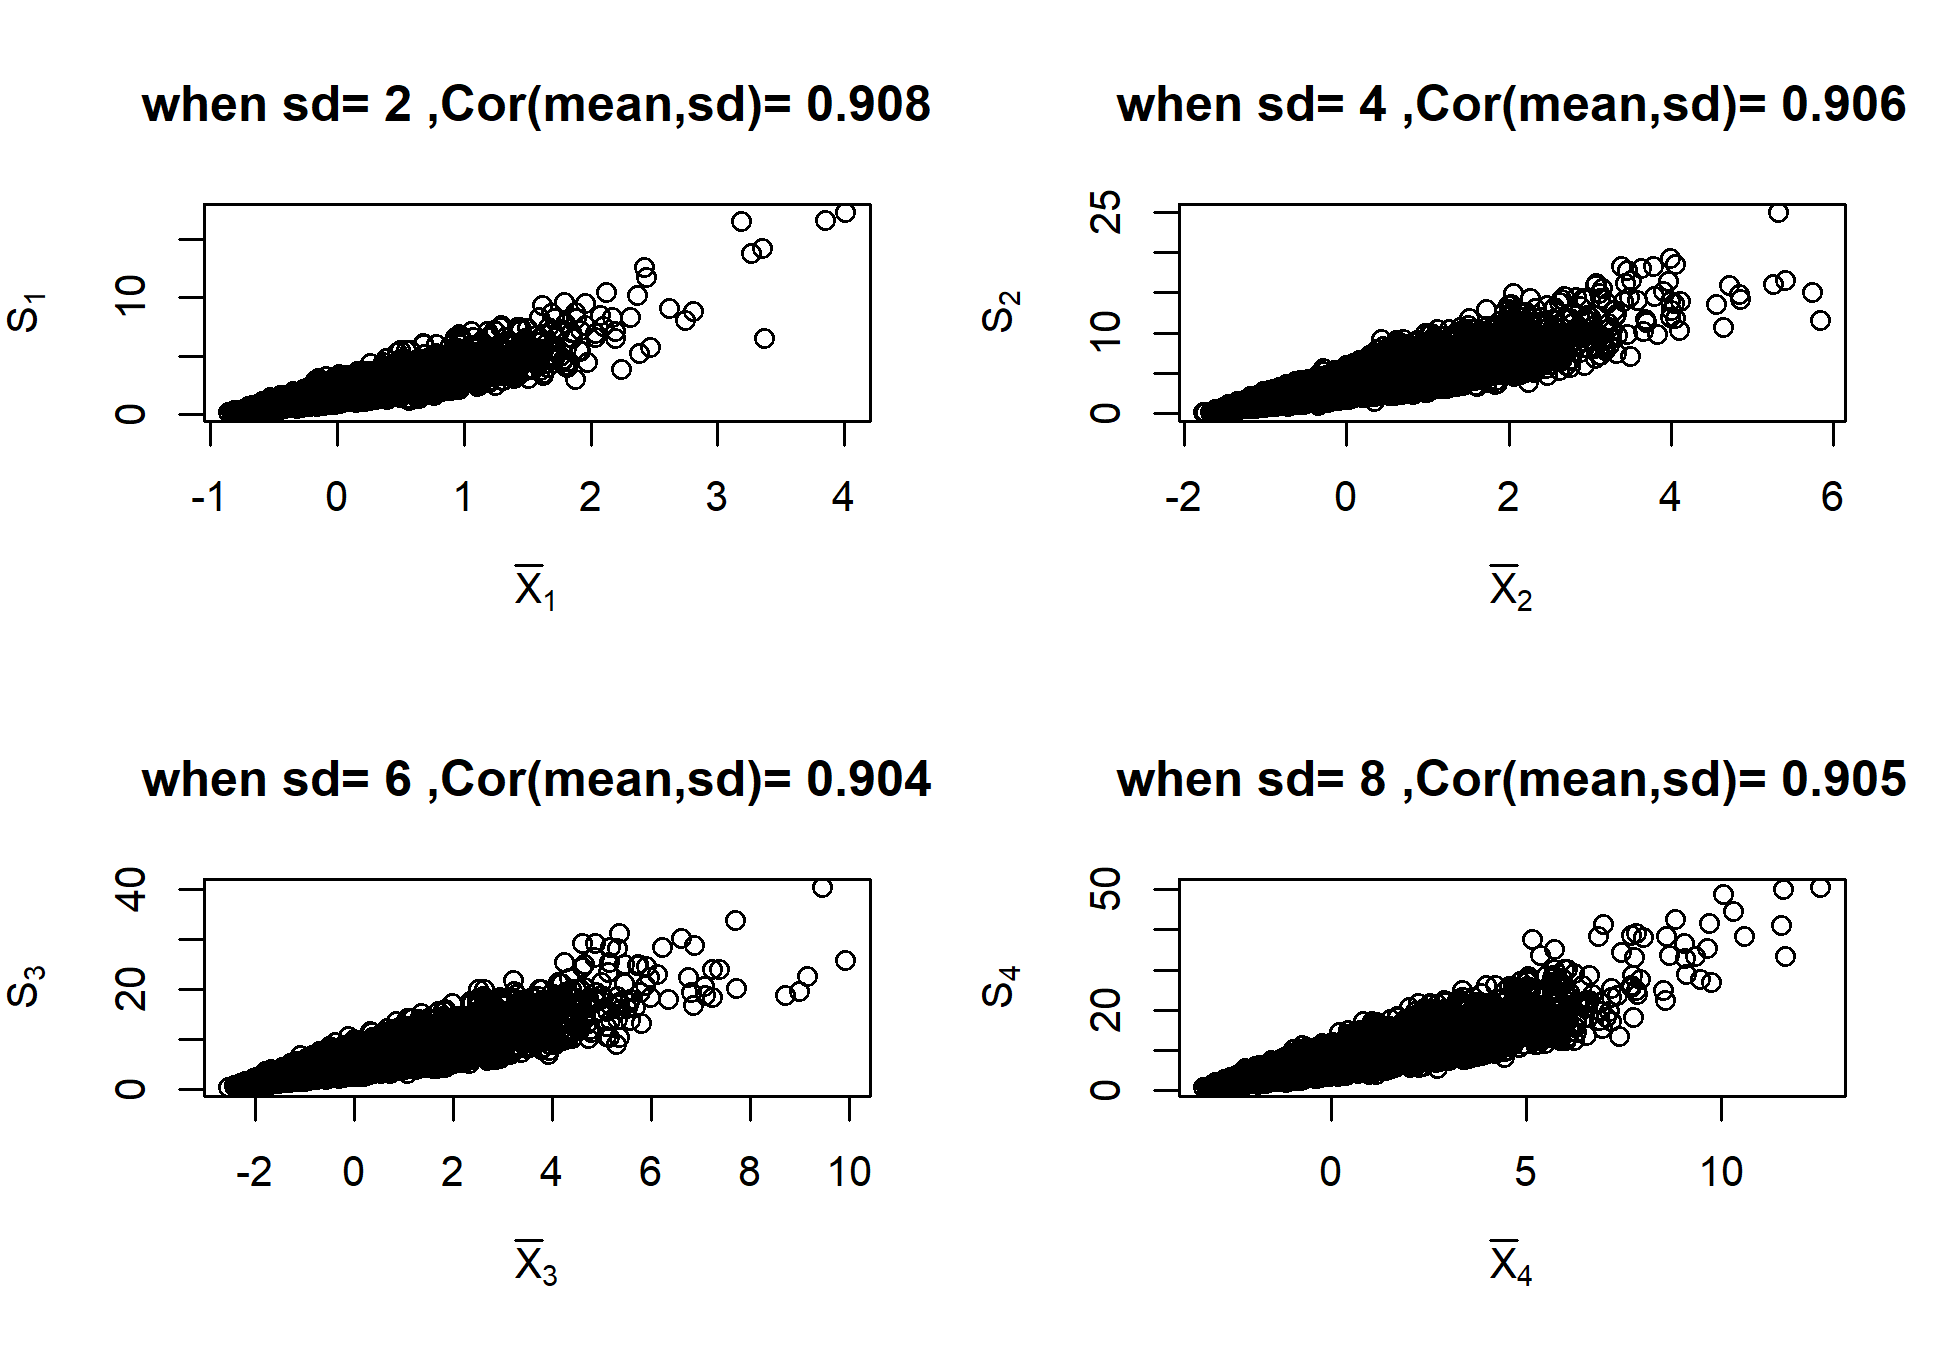 when sd= 2 ,Cor(mean,sd)= 0.908
S1
10
0
-1 0 1 2 3 4
X̅1
when sd= 4 ,Cor(mean,sd)= 0.906
S2
25
10
0
-2 0 2 4 6
X̅2
when sd= 6 ,Cor(mean,sd)= 0.904
S3
40
20
0
-2 0 2 4 6 8 10
X̅3
when sd= 8 ,Cor(mean,sd)= 0.905
S4
50
20
0
0 5 10
X̅4